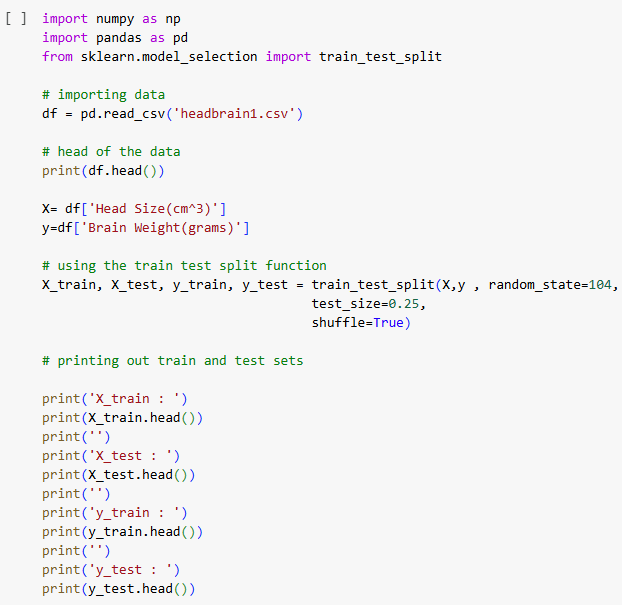 [ ] import numpy as np
import pandas as pd
from sklearn.model_selection import train_test_split
# importing data
df = pd.read_csv('headbrain1.csv')
# head of the data
print(df.head())
X= df['Head Size(cm^3)']
y=df['Brain Weight(grams)']
# using the train test split function
X_train, X_test, y_train, y_test = train_test_split(X,y , random_state=104,
test_size=0.25,
shuffle=True)
# printing out train and test sets
print('X_train : ')
print(X_train.head())
print('')
print('X_test : ')
print(X_test.head())
print('')
print('y_train : ')
print(y_train.head())
print('')
print('y_test : ')
print(y_test.head())